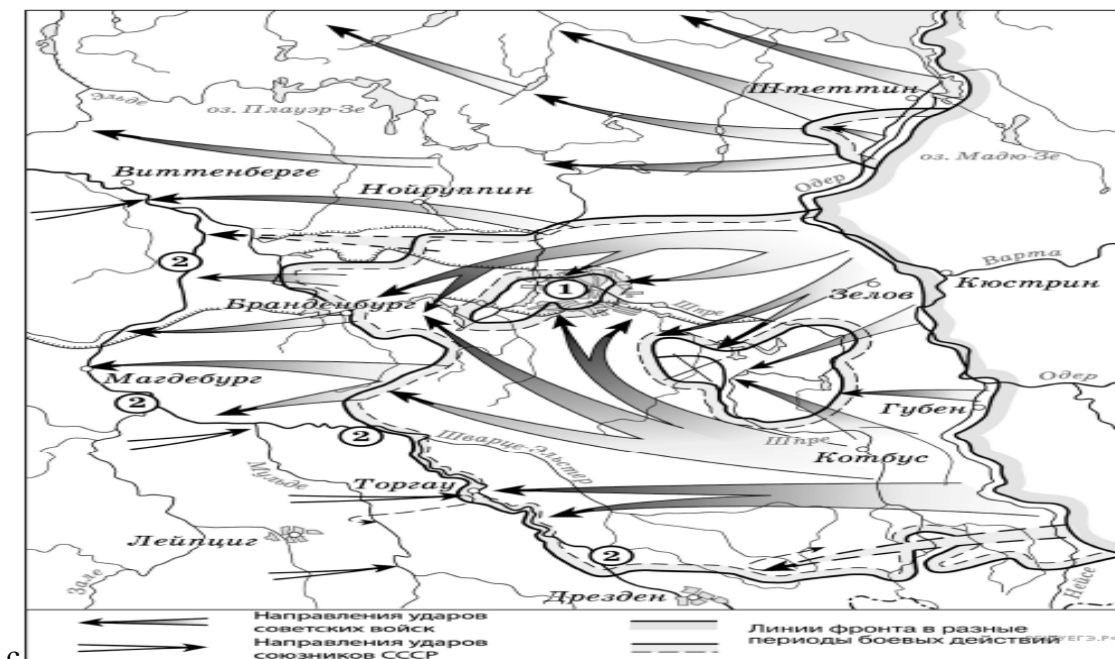 Эльде
оз. Плауэр-Зе
Штеттин
оз. Мадю-Зе
Виттенберге
Нойруппин
Одер
2
Варта
1
Кюстрин
Бранденбург
Шпре
Зелов
Магдебург
Одер
2
Губен
2
Шварце-Эльстер
Шпре
Котбус
Мульде
Торгау
Лейпциг
2
Зале
Дрезден
Нейсе
Направления ударов
советских войск
Направления ударов
союзников СССР
Линии фронта в разные
периоды боевых действий
с